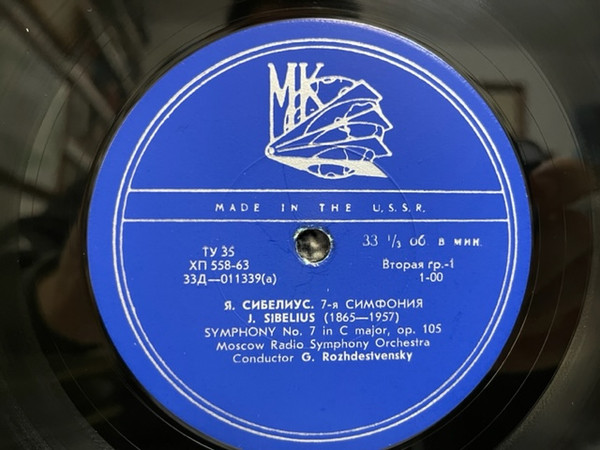 МК
MADE IN THE U.S.S.R.
33 1/3 об. в мин.
ТУ 35
ХП 558-63
Вторая гр.-1
33Д—011339(а)
1-00
Я. СИБЕЛИУС. 7-я СИМФОНИЯ
J. SIBELIUS (1865—1957)
SYMPHONY No. 7 in C major, op. 105
Moscow Radio Symphony Orchestra
Conductor G. Rozhdestvensky